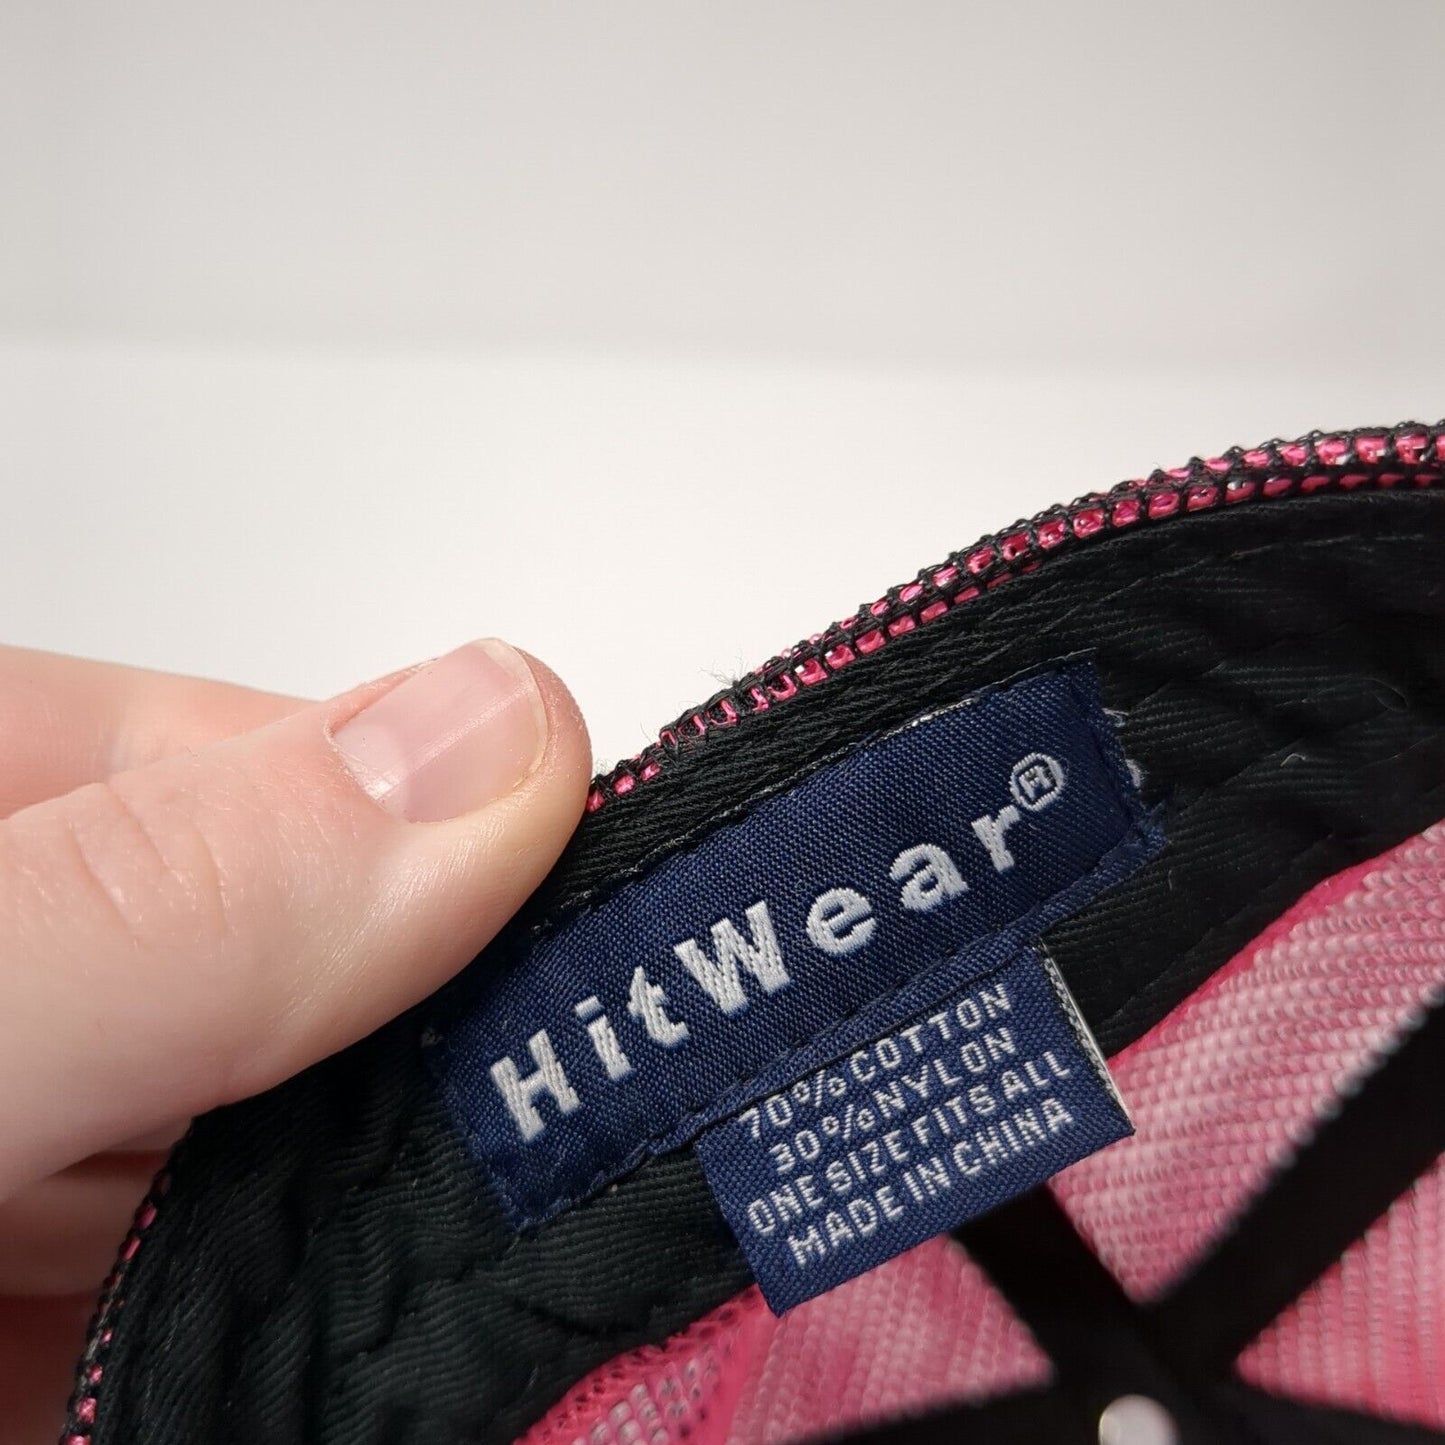 HitWear®
70% COTTON
30% NYLON
ONE SIZE FITS ALL
MADE IN CHINA